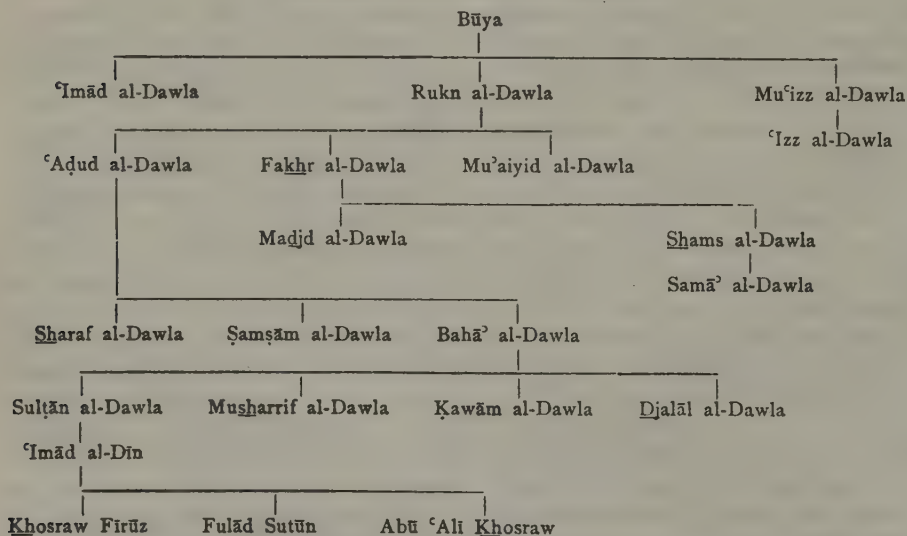 Būya
ʿImād al-Dawla Rukn al-Dawla Muʿizz al-Dawla
ʿIzz al-Dawla
ʿAḍud al-Dawla Fakhr al-Dawla Muʾaiyid al-Dawla
Madjd al-Dawla Shams al-Dawla
Samāʾ al-Dawla
Sharaf al-Dawla Ṣamṣām al-Dawla Bahāʾ al-Dawla
Sulṭān al-Dawla Musharrif al-Dawla Ḳawām al-Dawla Djalāl al-Dawla
ʿImād al-Dīn
Khosraw Fīrūz Fulād Sutūn Abū ʿAlī Khosraw